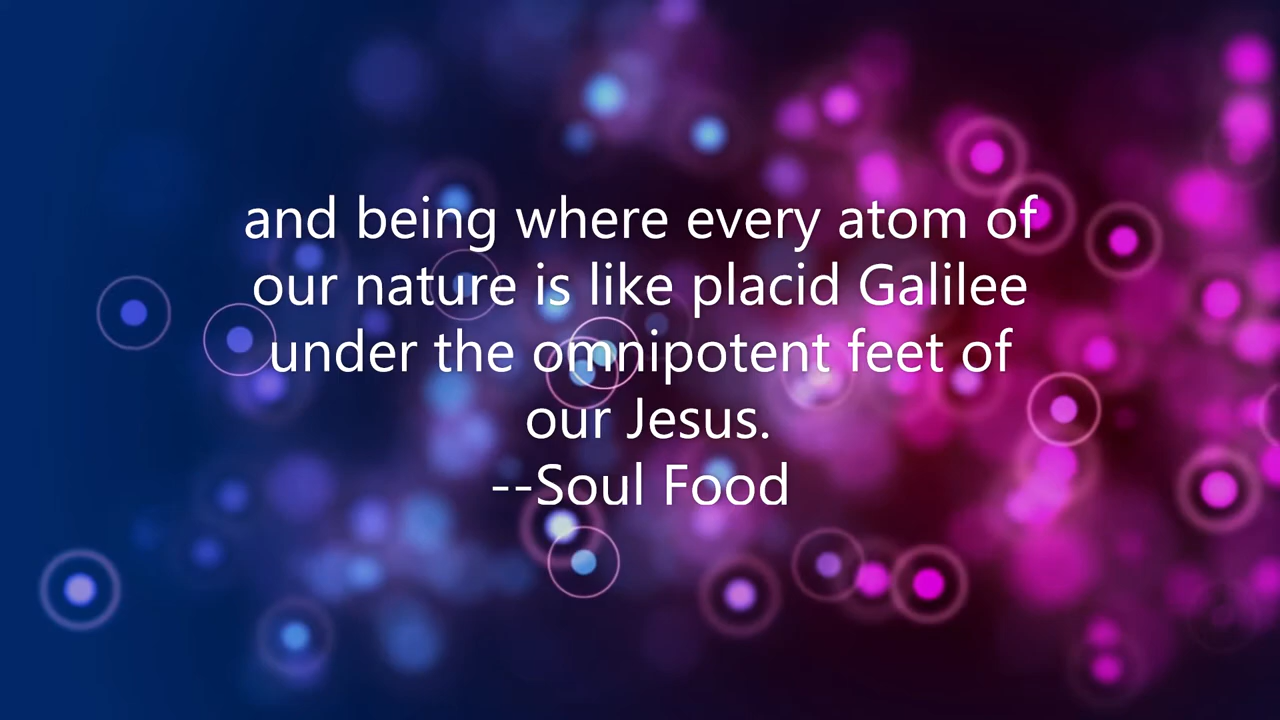 and being where every atom of
our nature is like placid Galilee
under the omnipotent feet of
our Jesus.
--Soul Food